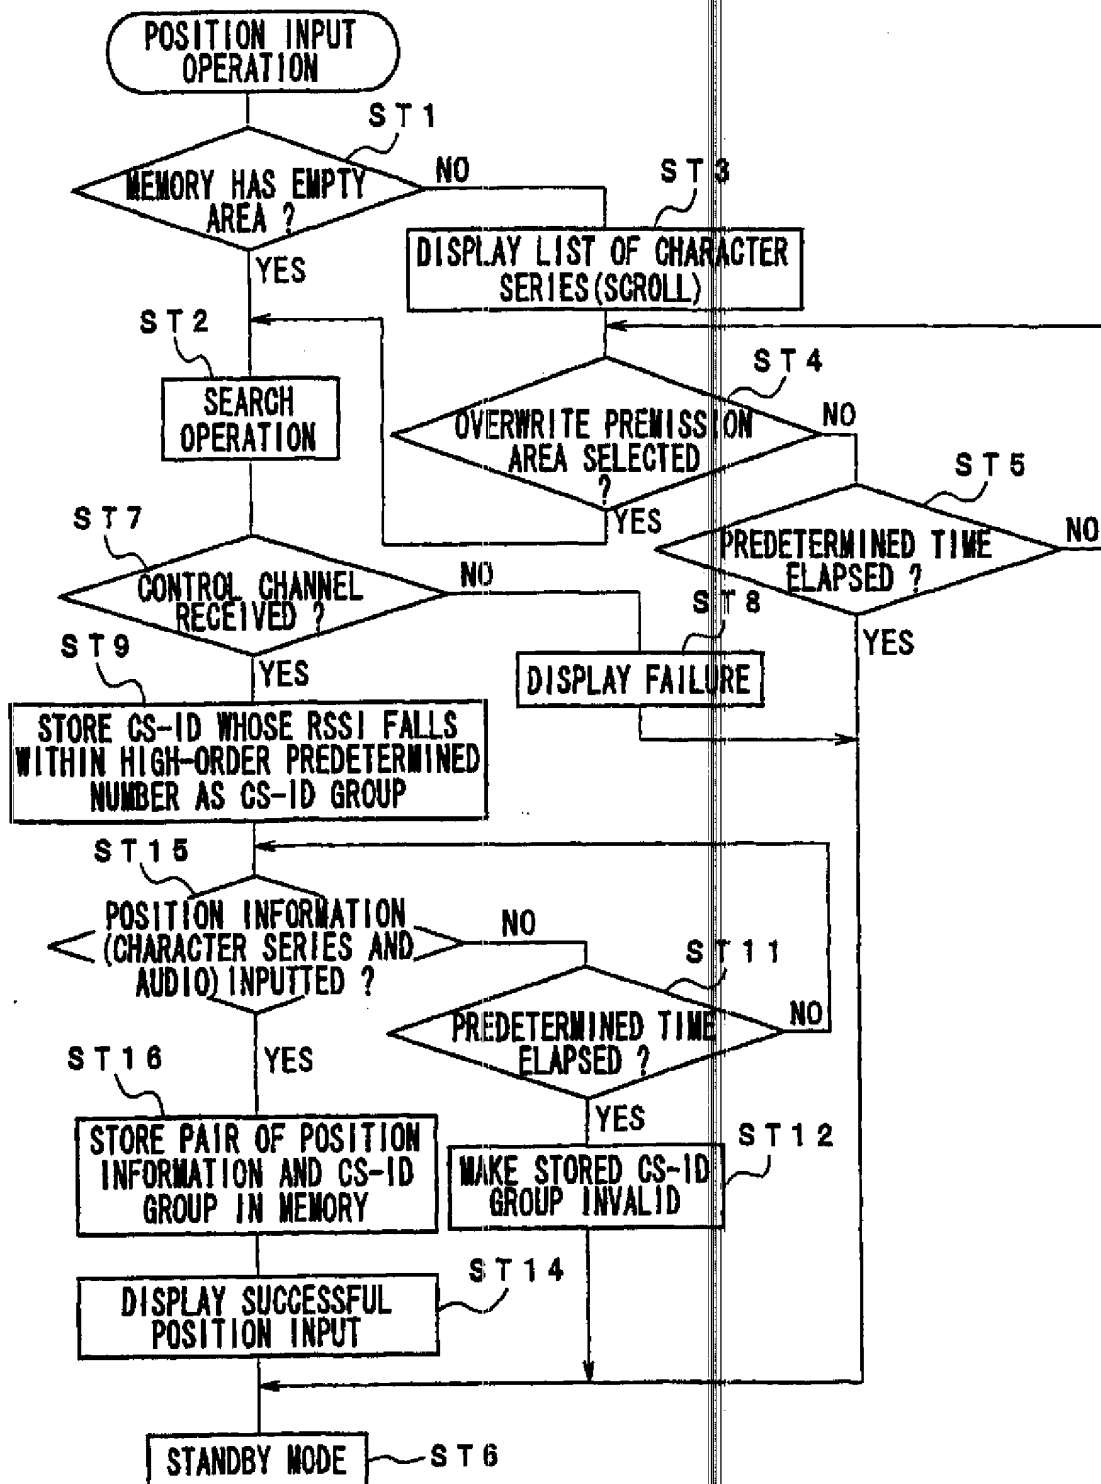 POSITION INPUT
OPERATION
ST1
MEMORY HAS EMPTY
AREA ?
NO
YES
ST3
DISPLAY LIST OF CHARACTER
SERIES(SCROLL)
ST2
SEARCH
OPERATION
ST4
OVERWRITE PREMISSION
AREA SELECTED
?
NO
YES
ST5
PREDETERMINED TIME
ELAPSED ?
NO
YES
ST7
CONTROL CHANNEL
RECEIVED ?
NO
YES
ST8
DISPLAY FAILURE
ST9
STORE CS-ID WHOSE RSSI FALLS
WITHIN HIGH-ORDER PREDETERMINED
NUMBER AS CS-ID GROUP
ST15
POSITION INFORMATION
(CHARACTER SERIES AND
AUDIO) INPUTTED ?
NO
YES
ST11
PREDETERMINED TIME
ELAPSED ?
NO
YES
ST16
STORE PAIR OF POSITION
INFORMATION AND CS-ID
GROUP IN MEMORY
ST12
MAKE STORED CS-ID
GROUP INVALID
ST14
DISPLAY SUCCESSFUL
POSITION INPUT
STANDBY MODE
ST6